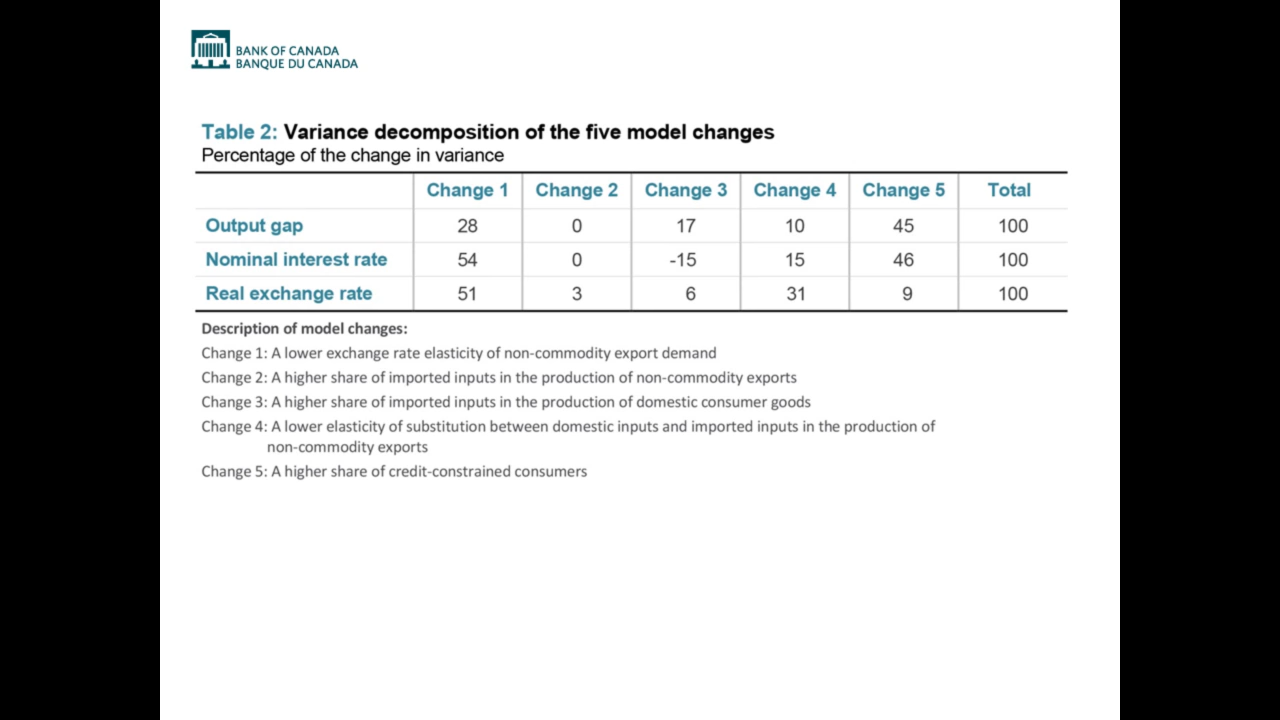 BANK OF CANADA
BANQUE DU CANADA
Table 2: Variance decomposition of the five model changes
Percentage of the change in variance
Change 1 Change 2 Change 3 Change 4 Change 5 Total
Output gap 28 0 17 10 45 100
Nominal interest rate 54 0 -15 15 46 100
Real exchange rate 51 3 6 31 9 100
Description of model changes:
Change 1: A lower exchange rate elasticity of non-commodity export demand
Change 2: A higher share of imported inputs in the production of non-commodity exports
Change 3: A higher share of imported inputs in the production of domestic consumer goods
Change 4: A lower elasticity of substitution between domestic inputs and imported inputs in the production of
non-commodity exports
Change 5: A higher share of credit-constrained consumers